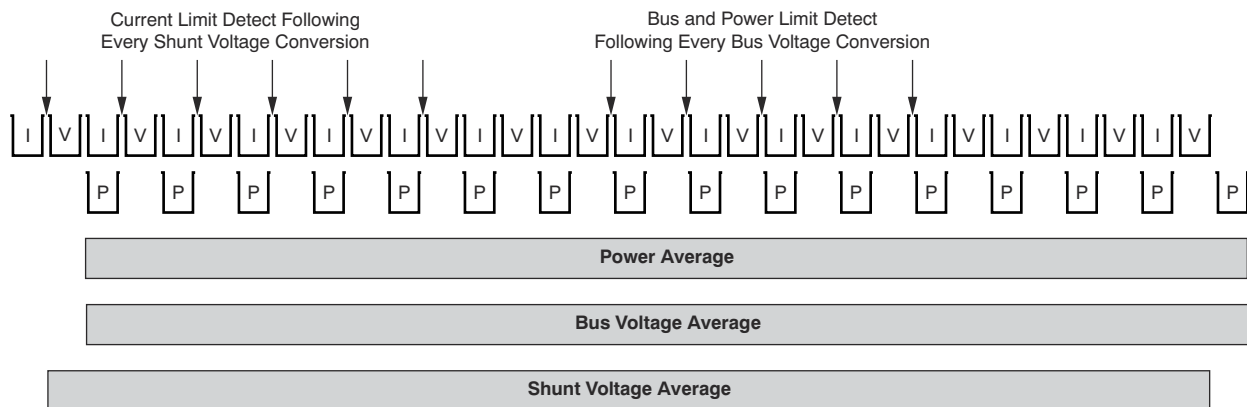 Current Limit Detect Following
Every Shunt Voltage Conversion
Bus and Power Limit Detect
Following Every Bus Voltage Conversion
I V I V I V I V I V I V I V I V I V I V I V I V I V I V I V I V
P P P P P P P P P P P P P P P P
Power Average
Bus Voltage Average
Shunt Voltage Average